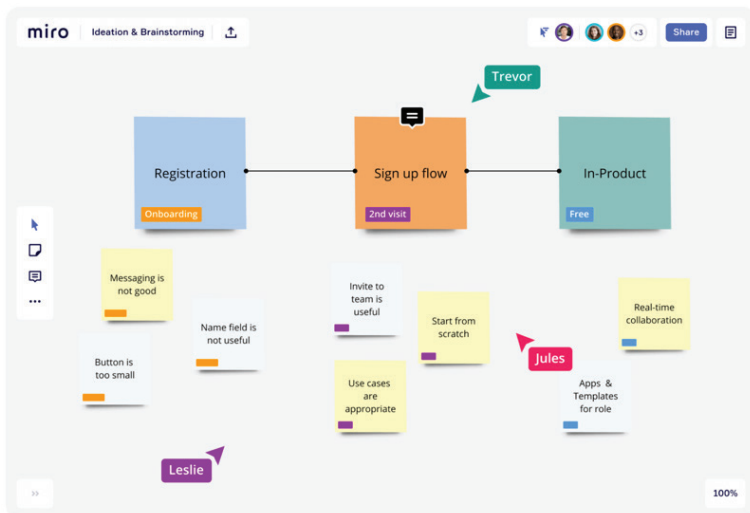 miro
Ideation & Brainstorming
+3
Share
Trevor
Registration
Onboarding
Sign up flow
2nd visit
In-Product
Free
Messaging is
not good
Name field is
not useful
Button is
too small
Invite to
team is
useful
Start from
scratch
Use cases
are
appropriate
Real-time
collaboration
Jules
Apps &
Templates
for role
Leslie
100%